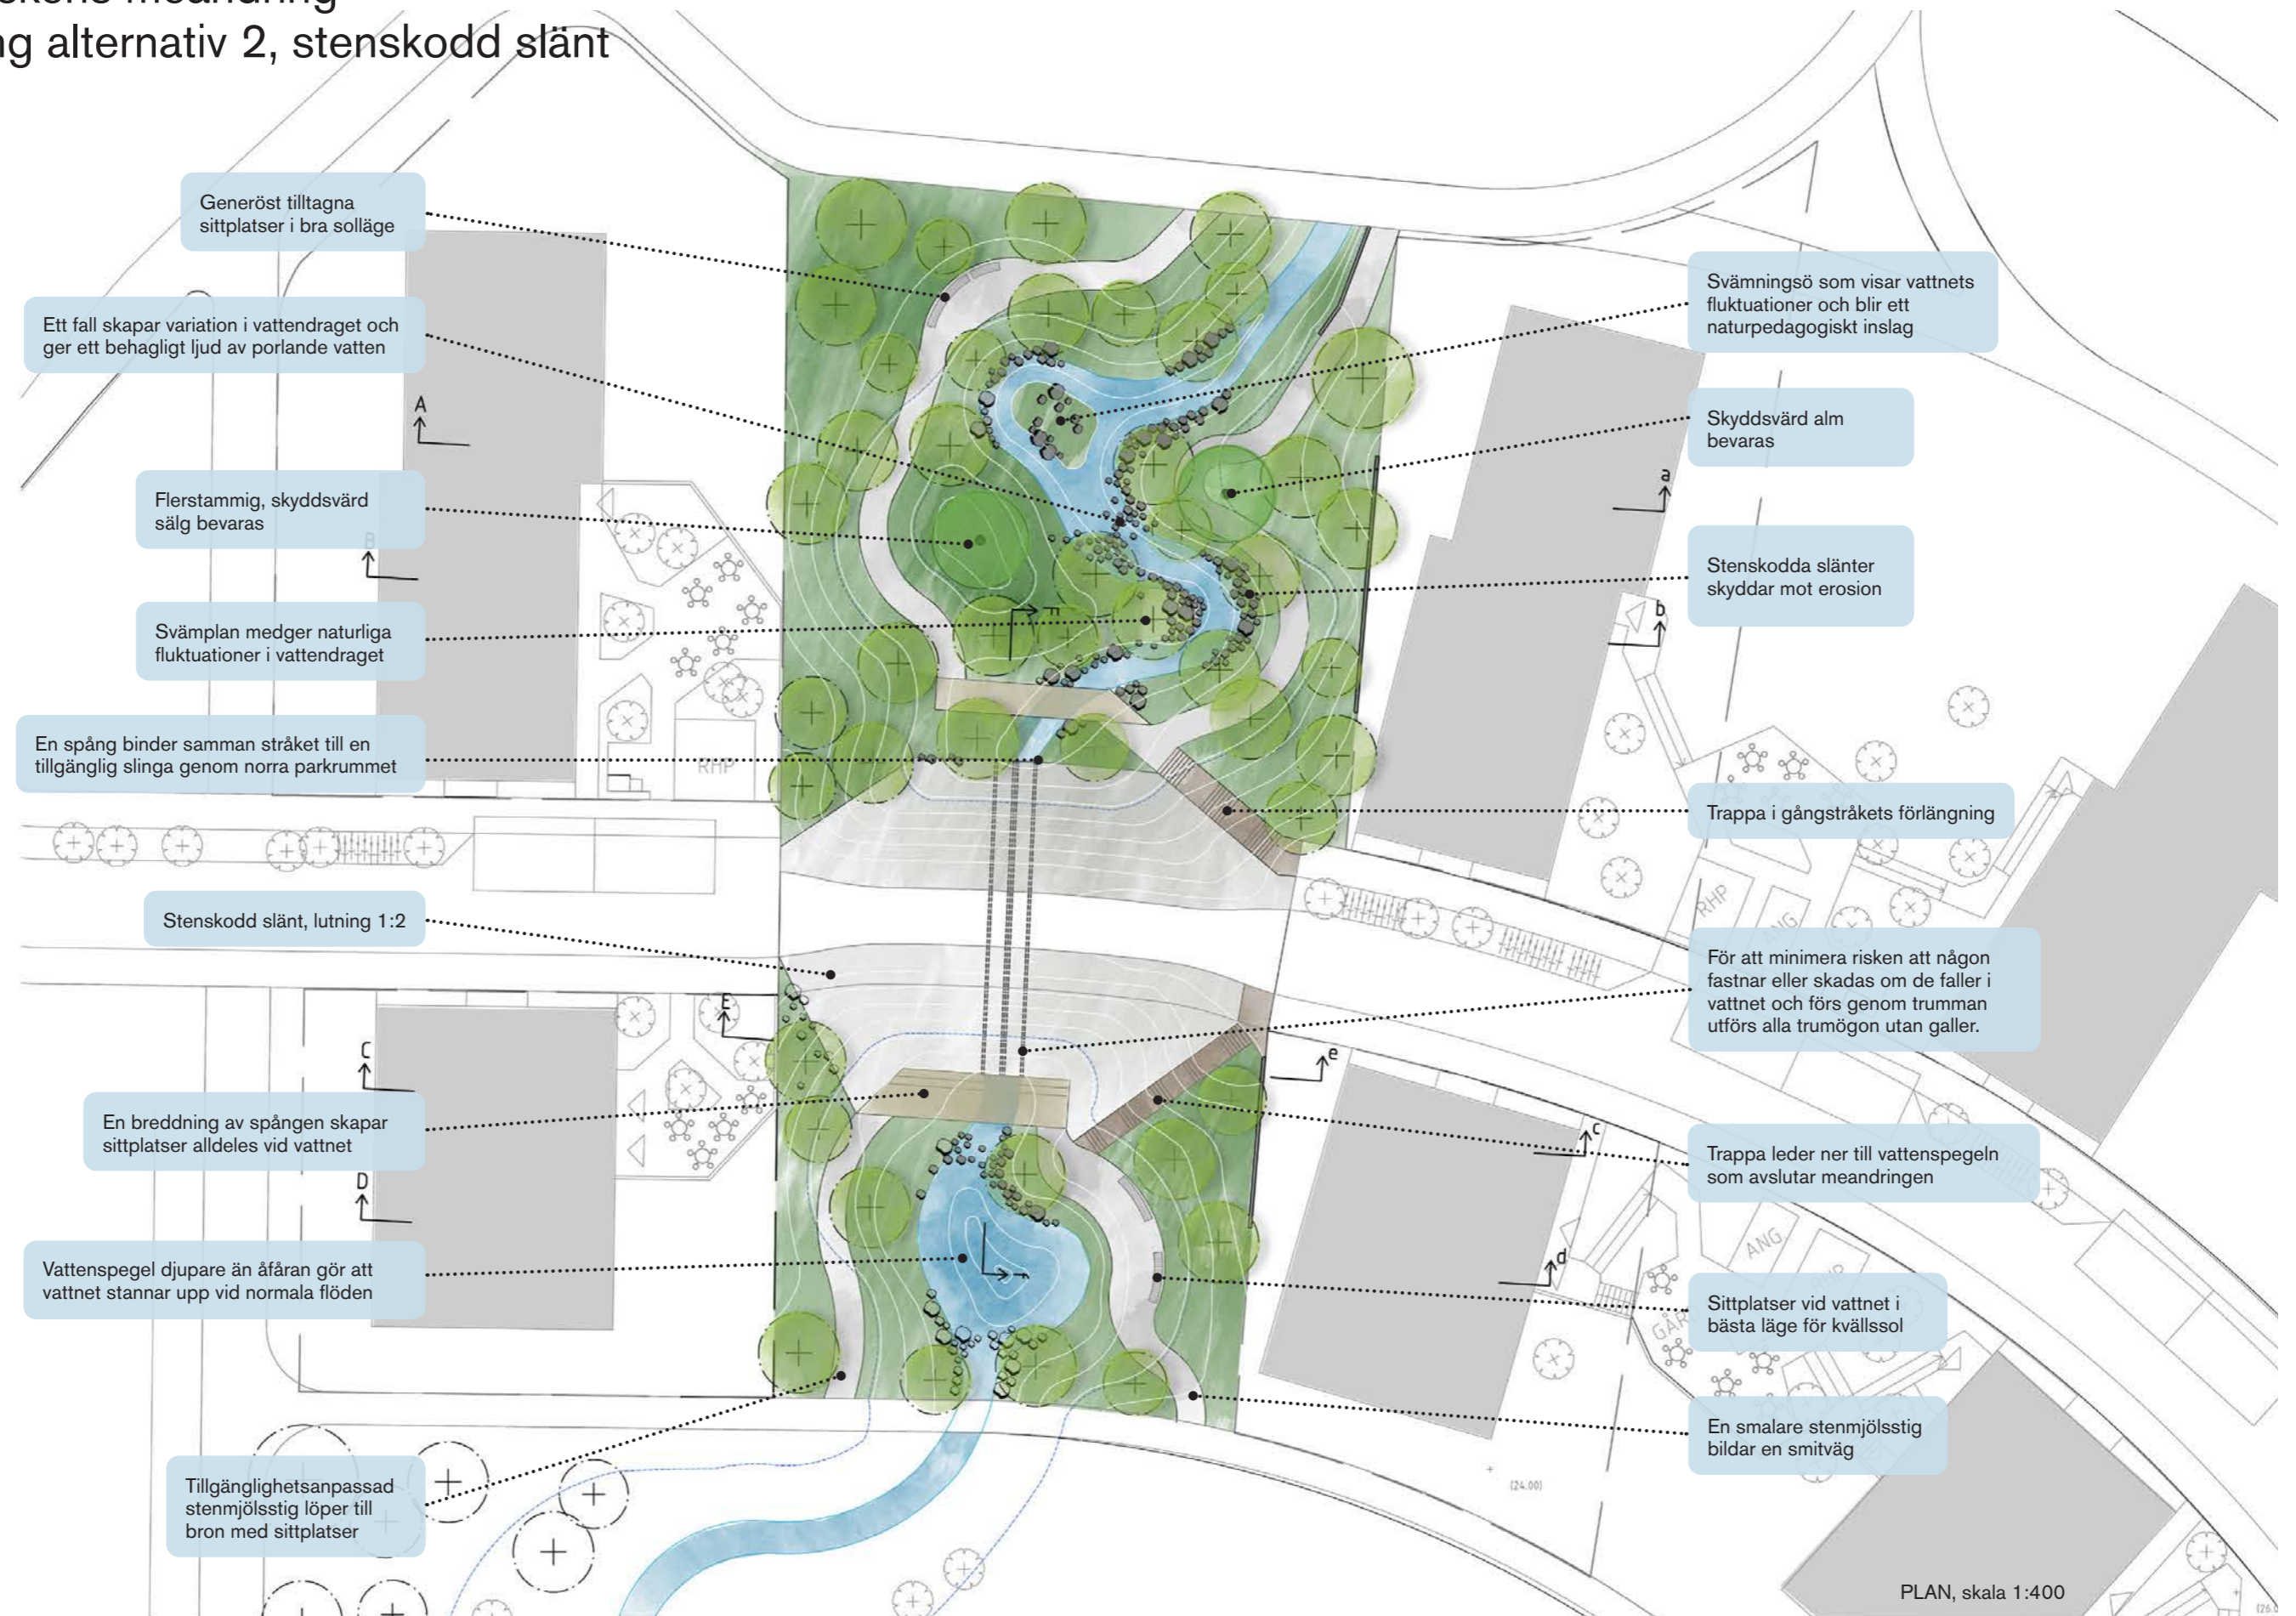 meandring
ng alternativ 2, stenskodd slänt
Generöst tilltagna
sittplatser i bra solläge
Ett fall skapar variation i vattendraget och
ger ett behagligt ljud av porlande vatten
A
Flerstammig, skyddsvärd
sälg bevaras
B
Svämplan medger naturliga
fluktuationer i vattendraget
En spång binder samman stråket till en
tillgänglig slinga genom norra parkrummet
RHP
Stenskodd slänt, lutning 1:2
E
C
En breddning av spången skapar
sittplatser alldeles vid vattnet
D
Vattenspegel djupare än åfåran gör att
vattnet stannar upp vid normala flöden
Tillgänglighetsanpassad
stenmjölsstig löper till
bron med sittplatser
F
f
Svämningsö som visar vattnets
fluktuationer och blir ett
naturpedagogiskt inslag
Skyddsvärd alm
bevaras
a
Stenskodda slänter
skyddar mot erosion
b
Trappa i gångstråkets förlängning
RHP
ANG
För att minimera risken att någon
fastnar eller skadas om de faller i
vattnet och förs genom trumman
utförs alla trumögon utan galler.
e
c
Trappa leder ner till vattenspegeln
som avslutar meandringen
ANG
d
Sittplatser vid vattnet i
bästa läge för kvällssol
En smalare stenmjölsstig
bildar en smitväg
(24.00)
PLAN, skala 1:400